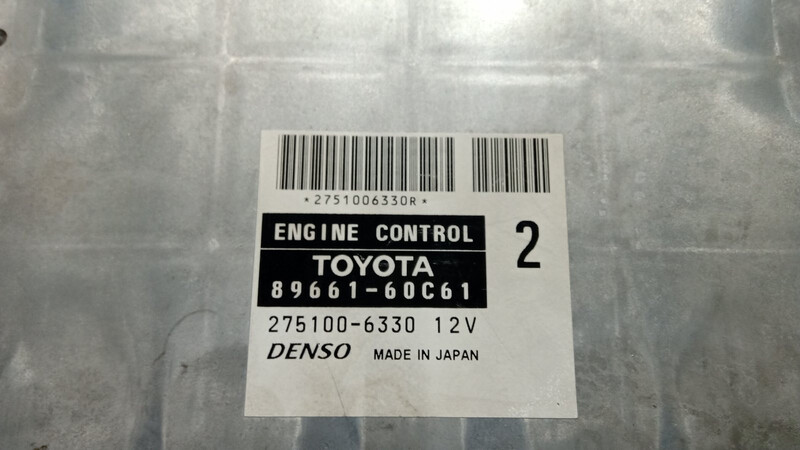 *2751006330R*
ENGINE CONTROL
2
TOYOTA
89661-60C61
275100-6330 12V
DENSO MADE IN JAPAN